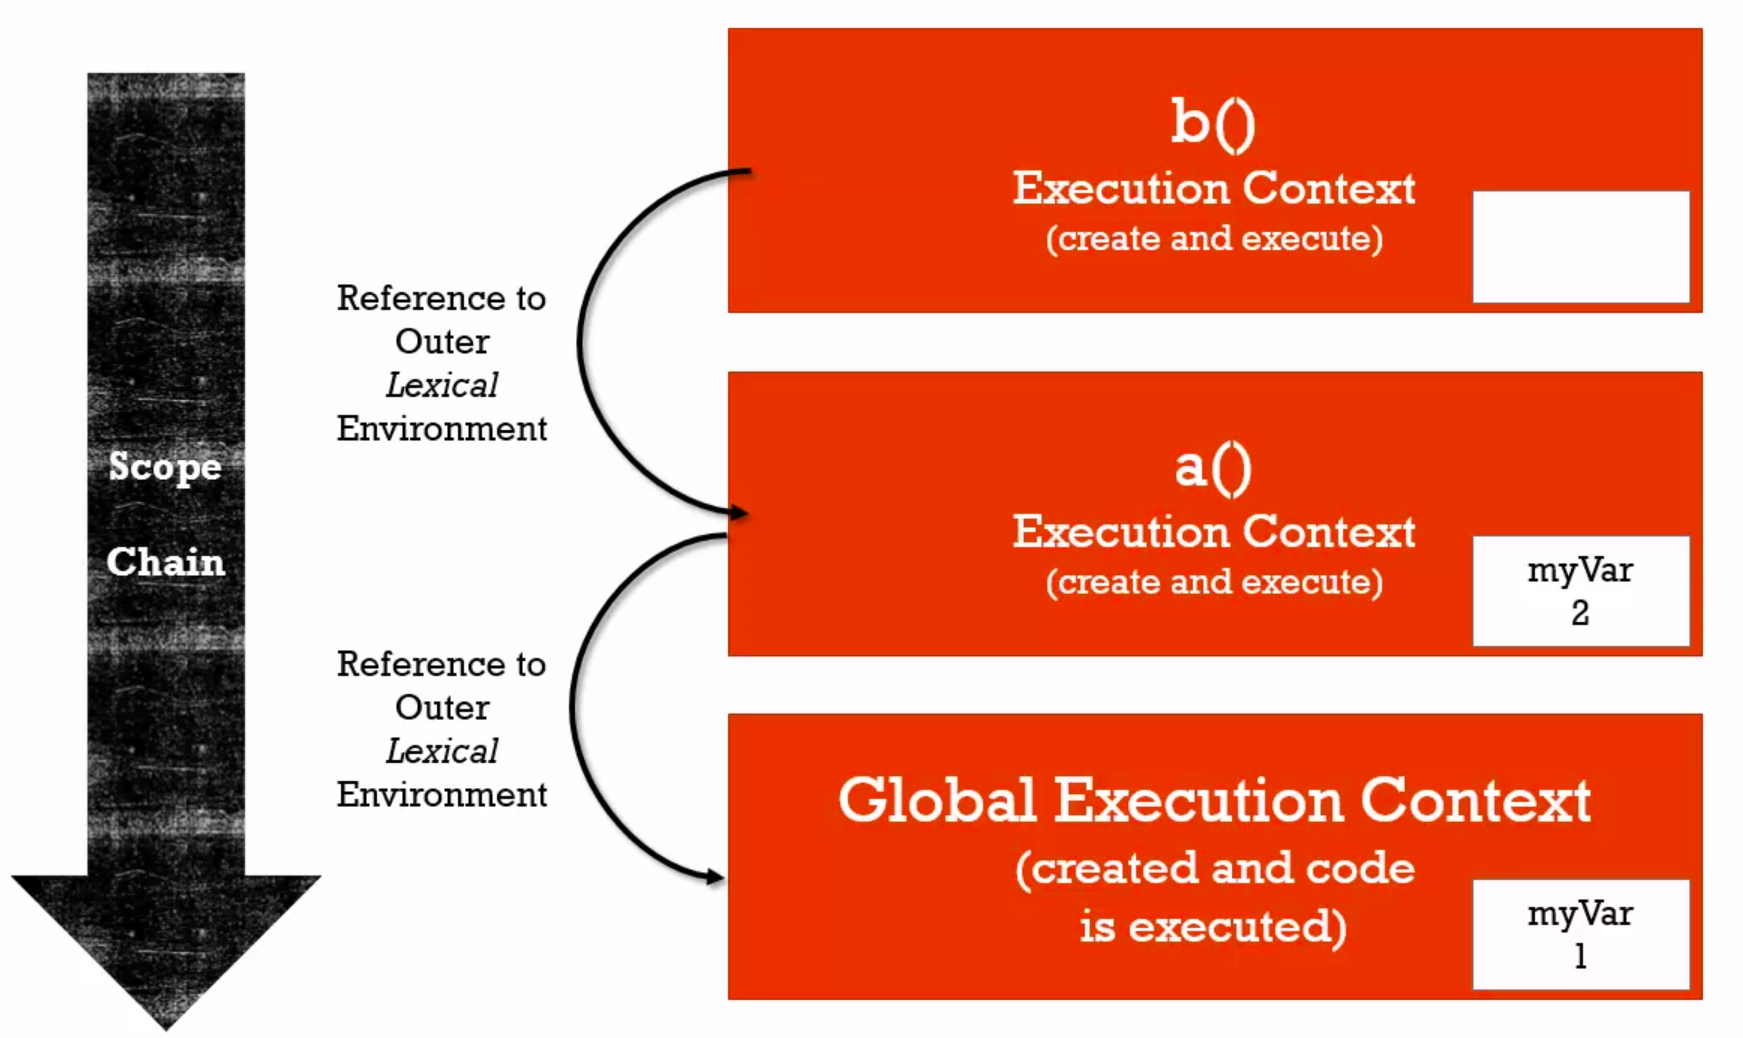 b()
Execution Context
(create and execute)
Reference to
Outer
Lexical
Environment
Scope
Chain
a()
Execution Context
(create and execute)
myVar
2
Reference to
Outer
Lexical
Environment
Global Execution Context
(created and code
is executed)
myVar
1